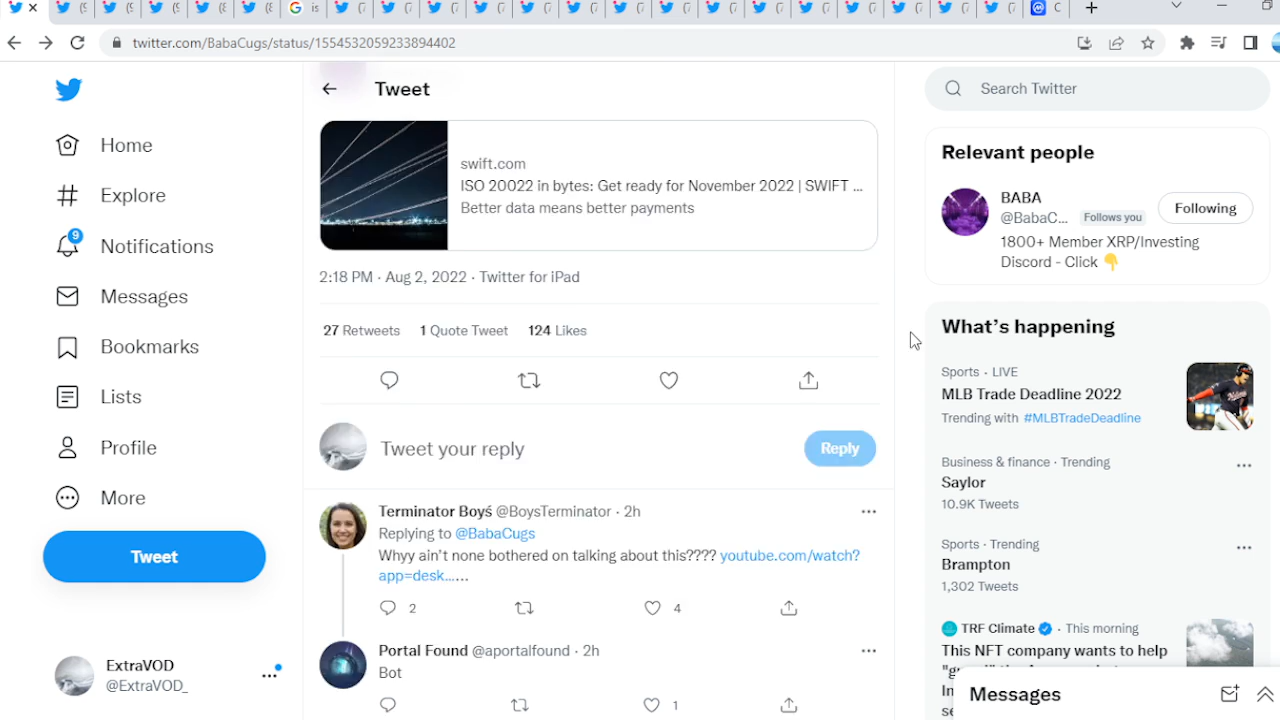 twitter.com/BabaCugs/status/1554532059233894402
Home
Explore
9
Notifications
Messages
Bookmarks
Lists
Profile
More
Tweet
ExtraVOD
@ExtraVOD_
Tweet
swift.com
ISO 20022 in bytes: Get ready for November 2022 | SWIFT ...
Better data means better payments
2:18 PM · Aug 2, 2022 · Twitter for iPad
27 Retweets 1 Quote Tweet 124 Likes
Tweet your reply
Reply
Terminator Boyś @BoysTerminator · 2h
Replying to @BabaCugs
Whyy ain't none bothered on talking about this???? youtube.com/watch?
app=desk......
2 4
Portal Found @aportalfound · 2h
Bot
1
Search Twitter
Relevant people
BABA
@BabaC... Follows you
Following
1800+ Member XRP/Investing
Discord - Click 👇
What's happening
Sports · LIVE
MLB Trade Deadline 2022
Trending with #MLBTradeDeadline
Business & finance · Trending
Saylor
10.9K Tweets
Sports · Trending
Brampton
1,302 Tweets
TRF Climate · This morning
This NFT company wants to help
Messages